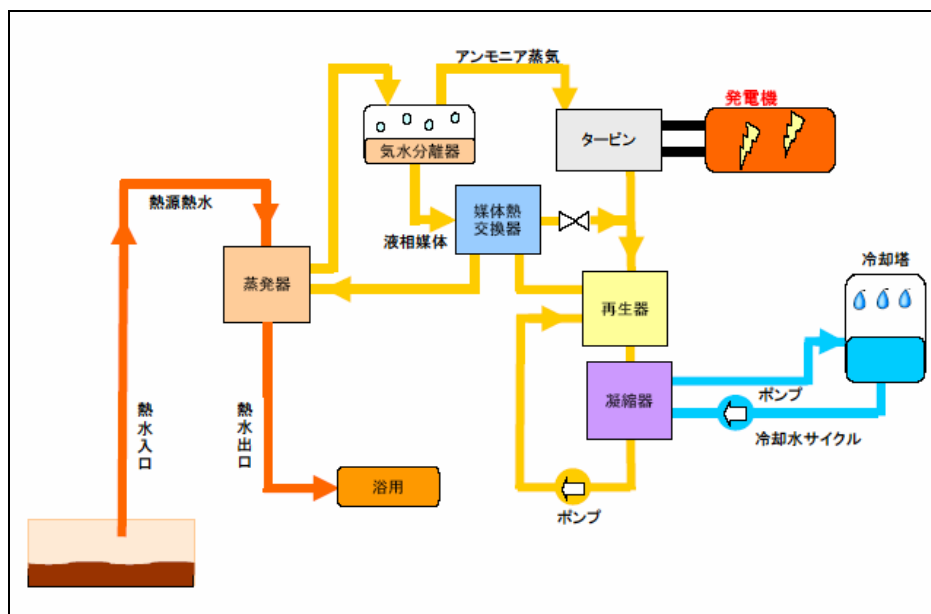 アンモニア蒸気
発電機
気水分離器
タービン
熱源熱水
媒体熱
交換器
液相媒体
蒸発器
冷却塔
再生器
凝縮器
ポンプ
冷却水サイクル
熱水入口
熱水出口
浴用
ポンプ